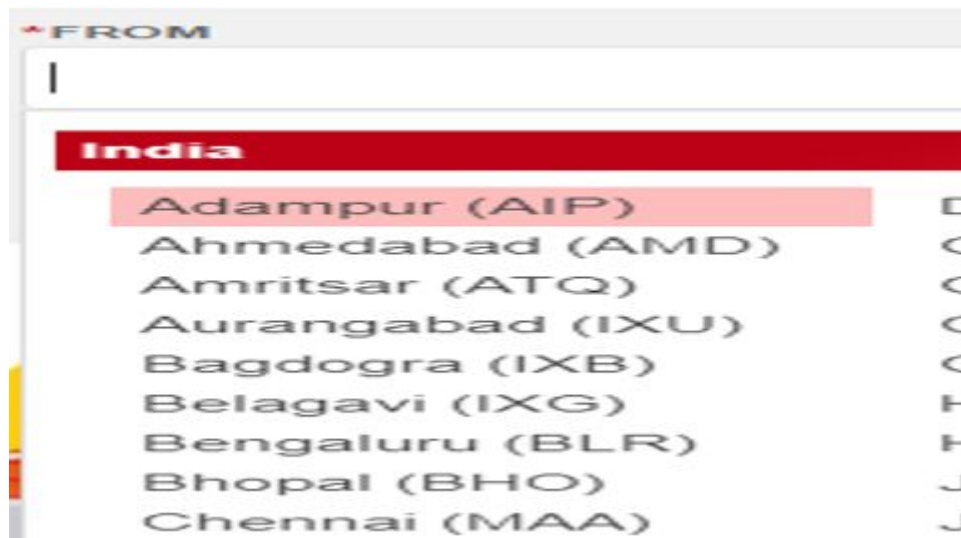 *FROM
India
Adampur (AIP)
Ahmedabad (AMD)
Amritsar (ATQ)
Aurangabad (IXU)
Bagdogra (IXB)
Belagavi (IXG)
Bengaluru (BLR)
Bhopal (BHO)
Chennai (MAA)